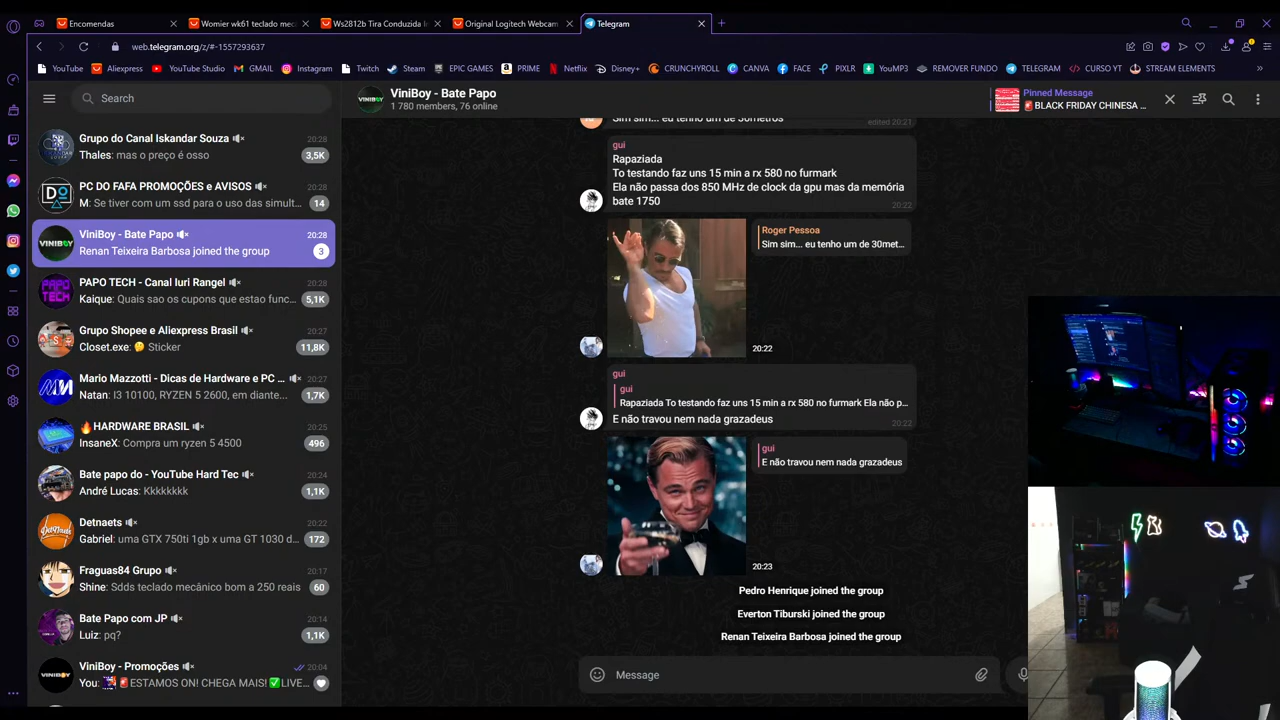 Encomendas
Womier wk61 teclado mec
Ws2812b Tira Conduzida
Original Logitech Webcam
Telegram
web.telegram.org/z/#-1557293637
YouTube
Aliexpress
YouTube Studio
GMAIL
Instagram
Twitch
Steam
EPIC GAMES
PRIME
Netflix
Disney+
CRUNCHYROLL
CANVA
FACE
PIXLR
YouMP3
REMOVER FUNDO
TELEGRAM
CURSO YT
STREAM ELEMENTS
Search
Grupo do Canal Iskandar Souza 20:28
Thales: mas o preço é osso 3,5K
PC DO FAFA PROMOÇÕES e AVISOS 20:28
M: Se tiver com um ssd para o uso das simult... 14
ViniBoy - Bate Papo 20:28
Renan Teixeira Barbosa joined the group 3
PAPO TECH - Canal Iuri Rangel 20:28
Kaique: Quais sao os cupons que estao func... 5,1K
Grupo Shopee e Aliexpress Brasil 20:27
Closet.exe: 🤔 Sticker 11,8K
Mario Mazzotti - Dicas de Hardware e PC ... 20:27
Natan: I3 10100, RYZEN 5 2600, em diante... 1,7K
🔥HARDWARE BRASIL 20:25
InsaneX: Compra um ryzen 5 4500 496
Bate papo do - YouTube Hard Tec 20:24
André Lucas: Kkkkkkkk 1,1K
Detnaets 20:22
Gabriel: uma GTX 750ti 1gb x uma GT 1030 d... 172
Fraguas84 Grupo 20:17
Shine: Sdds teclado mecânico bom a 250 reais 60
Bate Papo com JP 20:14
Luiz: pq? 1,1K
ViniBoy - Promoções 20:04
You: 🚨ESTAMOS ON! CHEGA MAIS! ✅LIVE...
VINIBOY
ViniBoy - Bate Papo
1 780 members, 76 online
Pinned Message
🚨BLACK FRIDAY CHINESA ...
Sim sim... eu tenho um de 30metros
edited 20:21
gui
Rapaziada
To testando faz uns 15 min a rx 580 no furmark
Ela não passa dos 850 MHz de clock da gpu mas da memória
bate 1750
20:22
Roger Pessoa
Sim sim... eu tenho um de 30met...
20:22
gui
gui
Rapaziada To testando faz uns 15 min a rx 580 no furmark Ela não p...
E não travou nem nada grazadeus
20:22
gui
E não travou nem nada grazadeus
20:23
Pedro Henrique joined the group
Everton Tiburski joined the group
Renan Teixeira Barbosa joined the group
Message